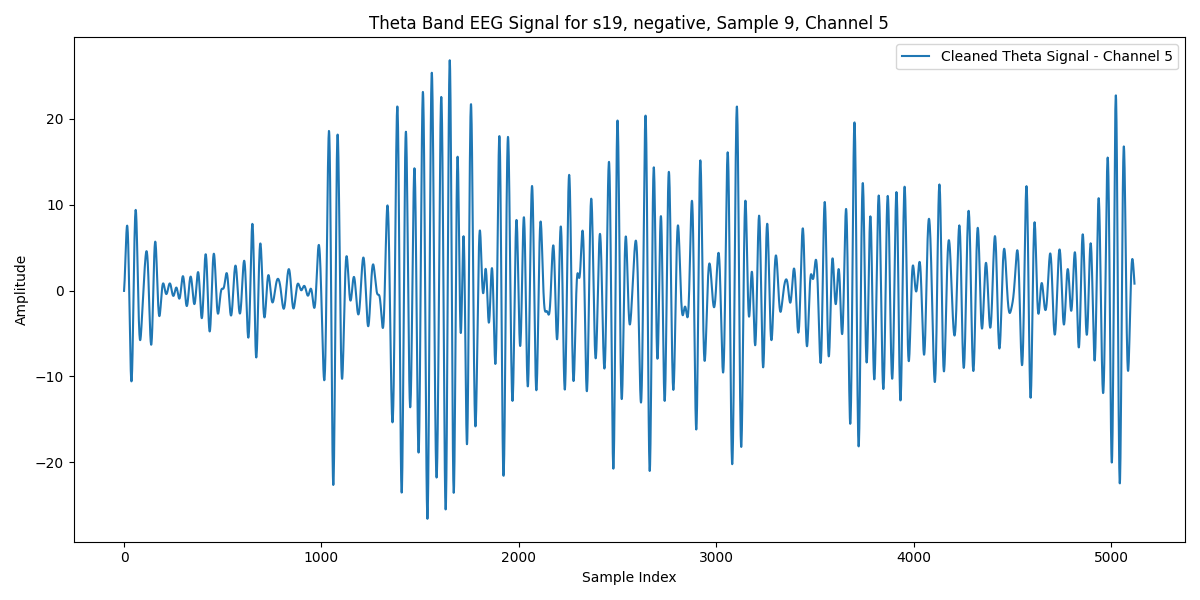 Theta Band EEG Signal for s19, negative, Sample 9, Channel 5
Cleaned Theta Signal - Channel 5
Amplitude
20
10
0
−10
−20
0 1000 2000 3000 4000 5000
Sample Index